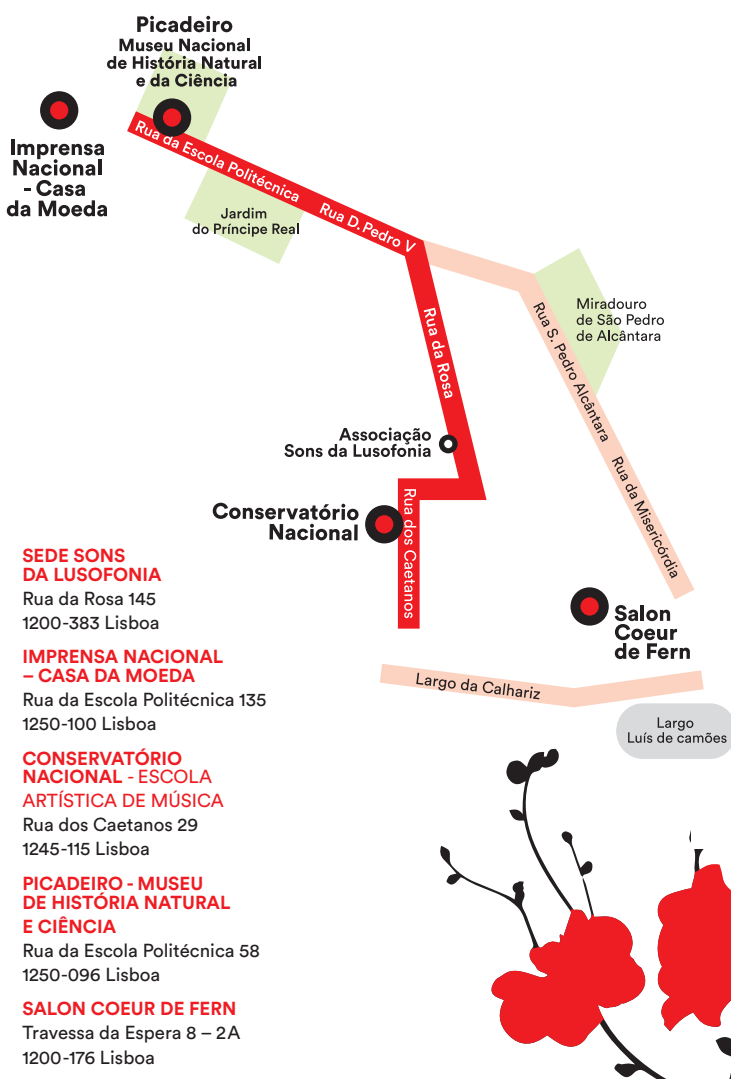 Picadeiro
Museu Nacional
de História Natural
e da Ciência
Imprensa
Nacional
- Casa
da Moeda
Rua da Escola Politécnica
Rua D. Pedro V
Jardim
do Príncipe Real
Miradouro
de São Pedro
de Alcântara
Rua da Rosa
Rua S. Pedro Alcântara
Rua da Misericórdia
Associação
Sons da Lusofonia
Conservatório
Nacional
Rua dos Caetanos
Salon
Coeur
de Fern
Largo da Calhariz
Largo
Luís de camões
SEDE SONS
DA LUSOFONIA
Rua da Rosa 145
1200-383 Lisboa
IMPRENSA NACIONAL
– CASA DA MOEDA
Rua da Escola Politécnica 135
1250-100 Lisboa
CONSERVATÓRIO
NACIONAL - ESCOLA
ARTÍSTICA DE MÚSICA
Rua dos Caetanos 29
1245-115 Lisboa
PICADEIRO - MUSEU
DE HISTÓRIA NATURAL
E CIÊNCIA
Rua da Escola Politécnica 58
1250-096 Lisboa
SALON COEUR DE FERN
Travessa da Espera 8 – 2A
1200-176 Lisboa